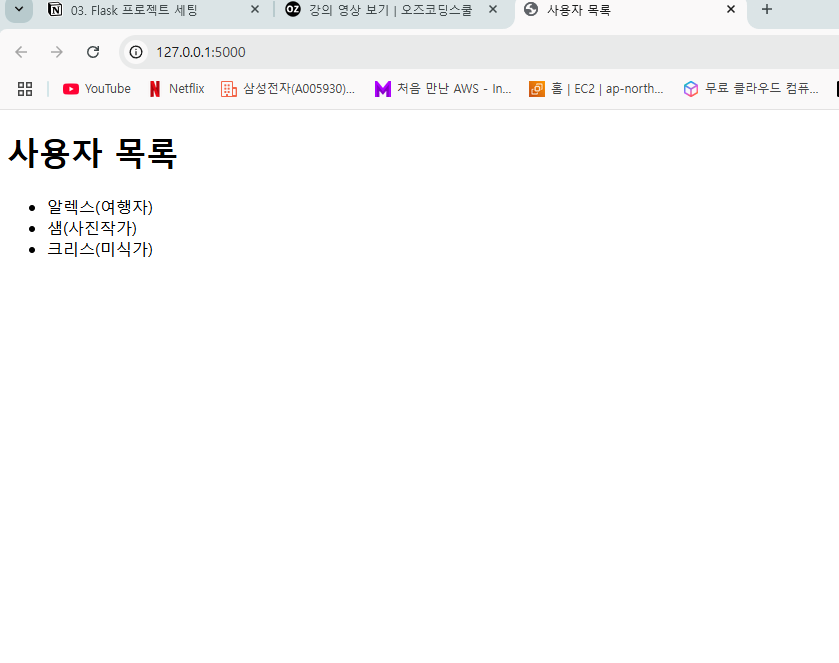 03. Flask 프로젝트 세팅
OZ 강의 영상 보기 | 오즈코딩스쿨
사용자 목록
127.0.0.1:5000
YouTube
Netflix
삼성전자(A005930)...
처음 만난 AWS - In...
홈 | EC2 | ap-north...
무료 클라우드 컴퓨...
사용자 목록
알렉스(여행자)
샘(사진작가)
크리스(미식가)